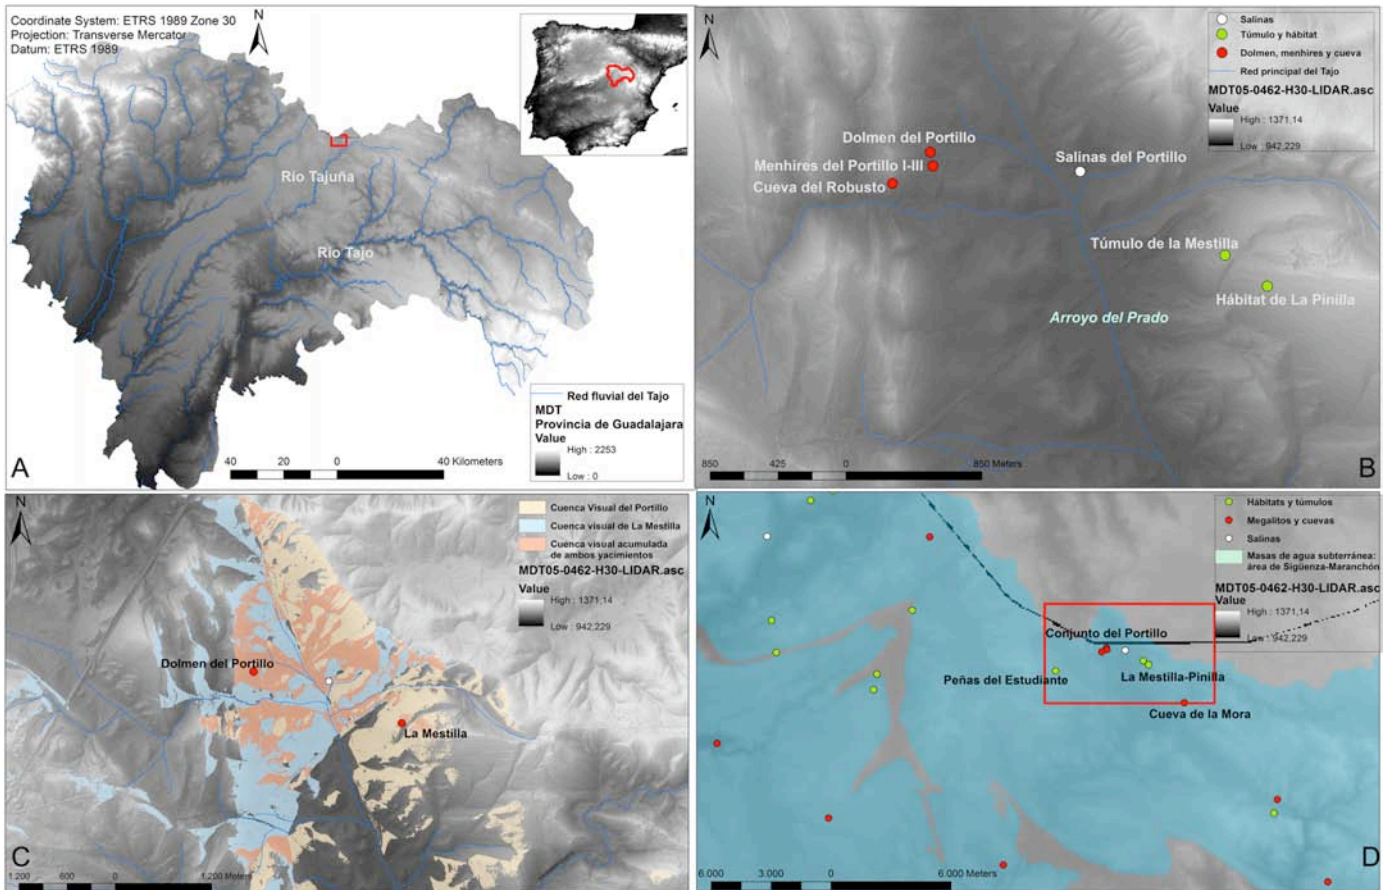 Coordinate System: ETRS 1989 Zone 30
Projection: Transverse Mercator
Datum: ETRS 1989
N
Río Tajuña
Río Tajo
Red fluvial del Tajo
MDT
Provincia de Guadalajara
Value
High : 2253
Low : 0
40 20 0 40 Kilometers
A
N
Salinas
Túmulo y hábitat
Dolmen, menhires y cueva
Red principal del Tajo
MDT05-0462-H30-LIDAR.asc
Value
High : 1371,14
Low : 942,229
Dolmen del Portillo
Menhires del Portillo I-III
Cueva del Robusto
Salinas del Portillo
Túmulo de la Mestilla
Hábitat de La Pinilla
Arroyo del Prado
850 425 0 850 Meters
B
N
Cuenca Visual del Portillo
Cuenca visual de La Mestilla
Cuenca visual acumulada
de ambos yacimientos
MDT05-0462-H30-LIDAR.asc
Value
High : 1371,14
Low : 942,229
Dolmen del Portillo
La Mestilla
1.200 600 0 1.200 Meters
C
N
Hábitats y túmulos
Megalitos y cuevas
Salinas
Masas de agua subterránea:
área de Sigüenza-Maranchón
MDT05-0462-H30-LIDAR.asc
Value
High : 1371,14
Low : 942,229
Conjunto del Portillo
Peñas del Estudiante
La Mestilla-Pinilla
Cueva de la Mora
6.000 3.000 0 6.000 Meters
D